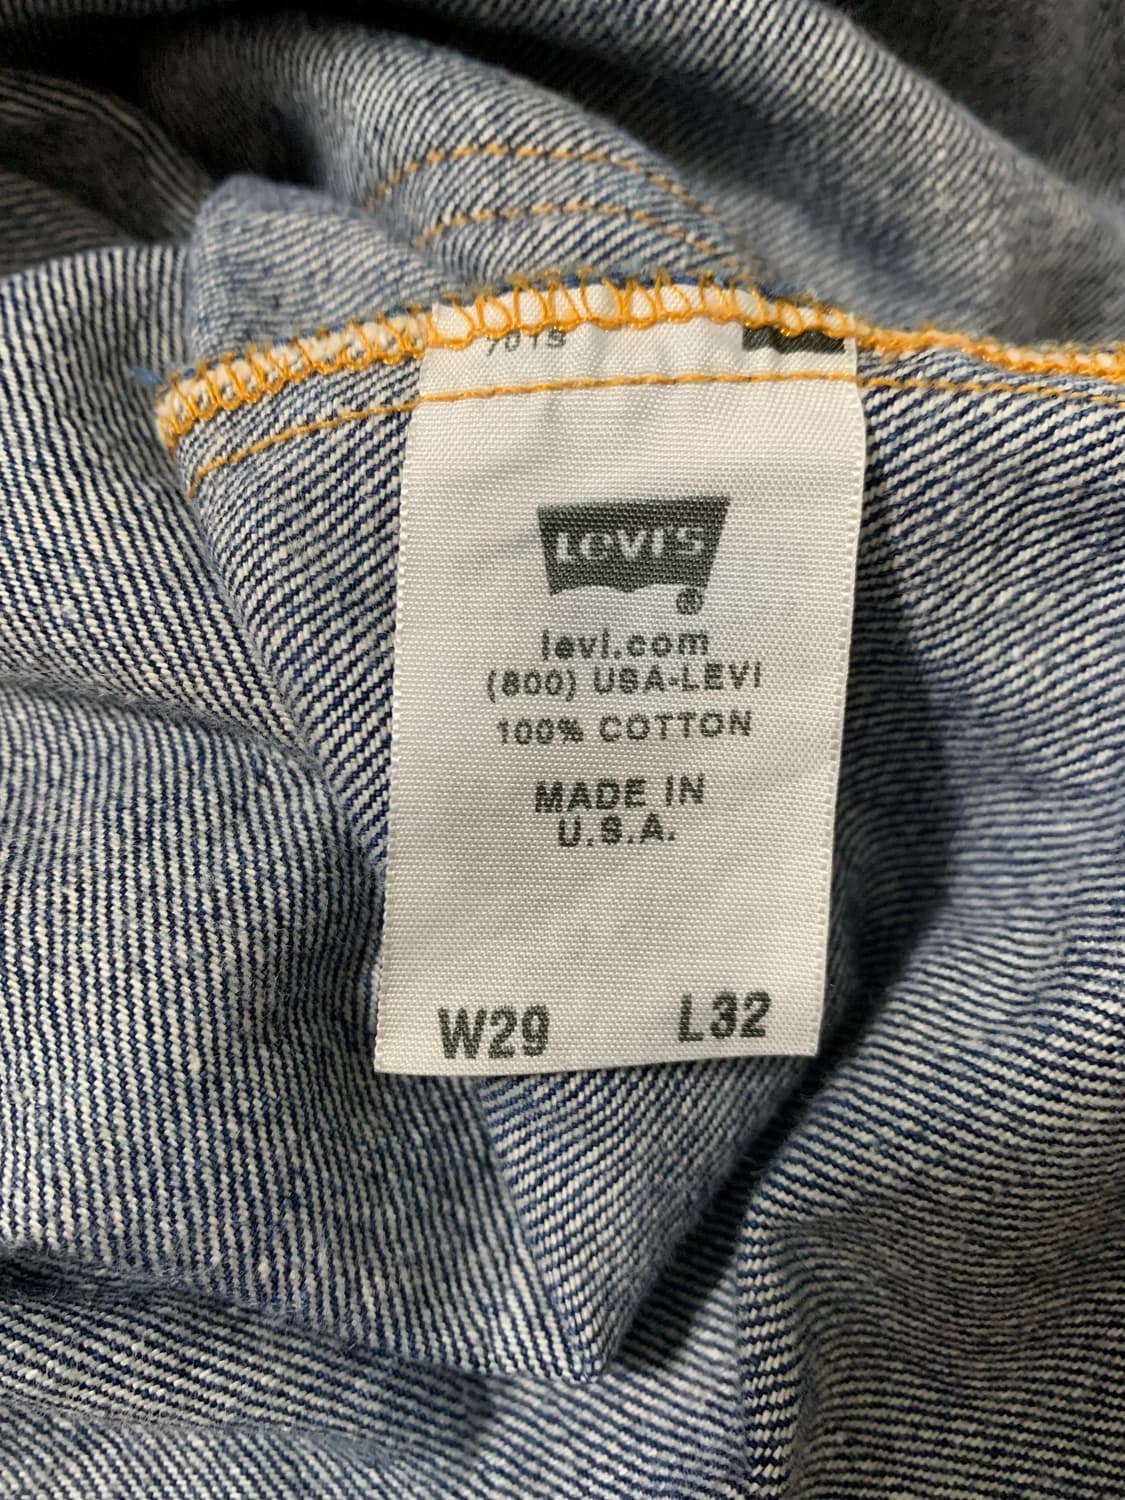 LEVI'S
®
levi.com
(800) USA-LEVI
100% COTTON
MADE IN
U.S.A.
W29 L32